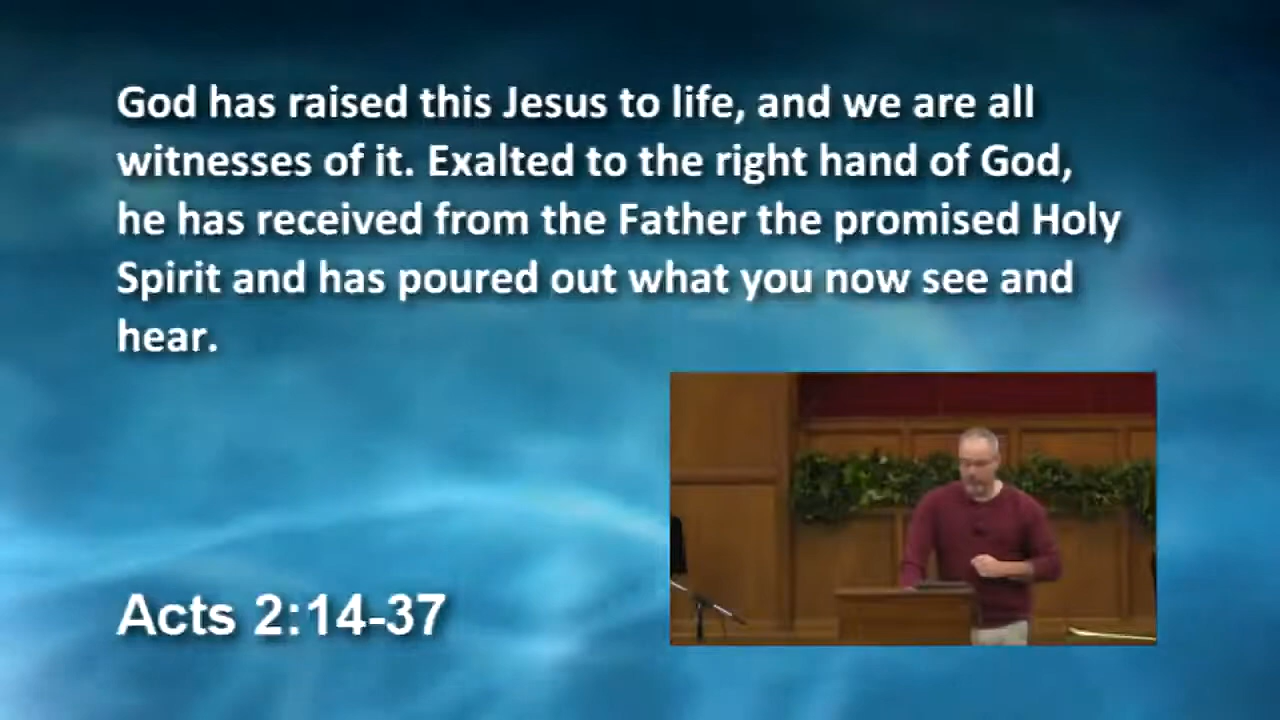 God has raised this Jesus to life, and we are all
witnesses of it. Exalted to the right hand of God,
he has received from the Father the promised Holy
Spirit and has poured out what you now see and
hear.
Acts 2:14-37